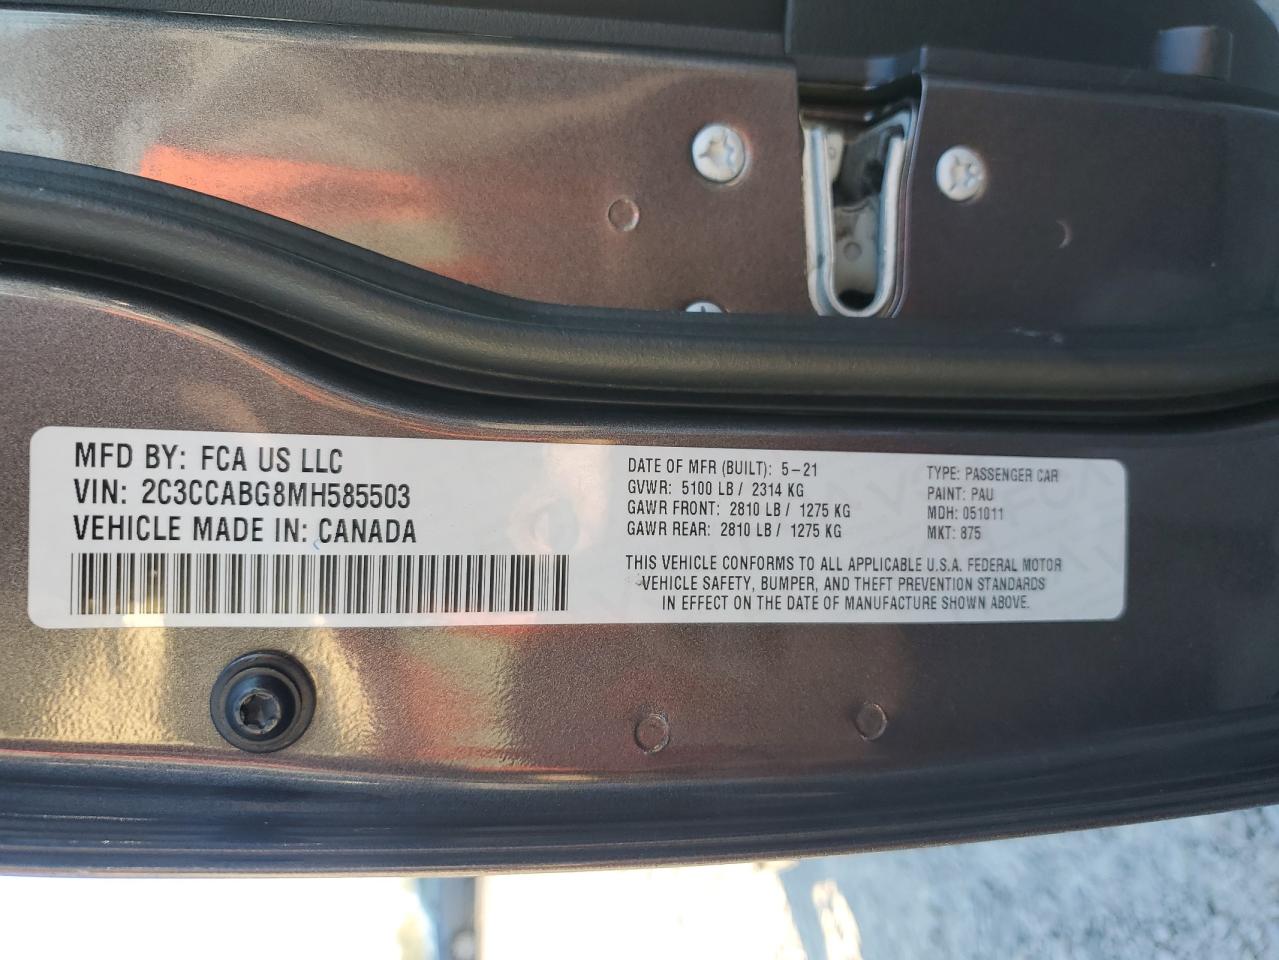 MFD BY: FCA US LLC
VIN: 2C3CCABG8MH585503
VEHICLE MADE IN: CANADA
DATE OF MFR (BUILT): 5-21
GVWR: 5100 LB / 2314 KG
GAWR FRONT: 2810 LB / 1275 KG
GAWR REAR: 2810 LB / 1275 KG
TYPE: PASSENGER CAR
PAINT: PAU
MDH: 051011
MKT: 875
THIS VEHICLE CONFORMS TO ALL APPLICABLE U.S.A. FEDERAL MOTOR
VEHICLE SAFETY, BUMPER, AND THEFT PREVENTION STANDARDS
IN EFFECT ON THE DATE OF MANUFACTURE SHOWN ABOVE.